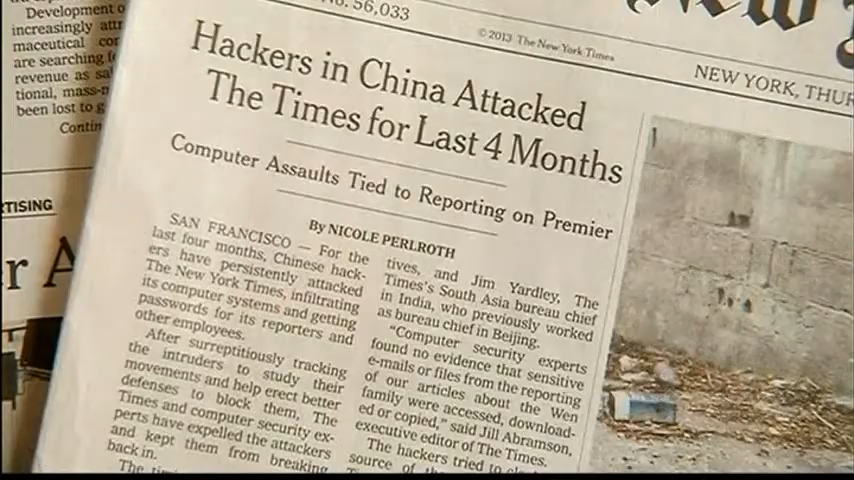 Development o
increasingly attr
maceutical cor
are searching f
revenue as sal
tional, mass-m
been lost to g
Contin
TISING
r A
No. 56,033
© 2013 The New York Times
NEW YORK, THUR
Hackers in China Attacked
The Times for Last 4 Months
Computer Assaults Tied to Reporting on Premier
By NICOLE PERLROTH
SAN FRANCISCO — For the
last four months, Chinese hack-
ers have persistently attacked
The New York Times, infiltrating
its computer systems and getting
passwords for its reporters and
other employees.
After surreptitiously tracking
the intruders to study their
movements and help erect better
defenses to block them, The
Times and computer security ex-
perts have expelled the attackers
and kept them from breaking
back in.
The
tives, and Jim Yardley, The
Times's South Asia bureau chief
in India, who previously worked
as bureau chief in Beijing.
"Computer security experts
found no evidence that sensitive
e-mails or files from the reporting
of our articles about the Wen
family were accessed, download-
ed or copied," said Jill Abramson,
executive editor of The Times.
The hackers tried to
source of